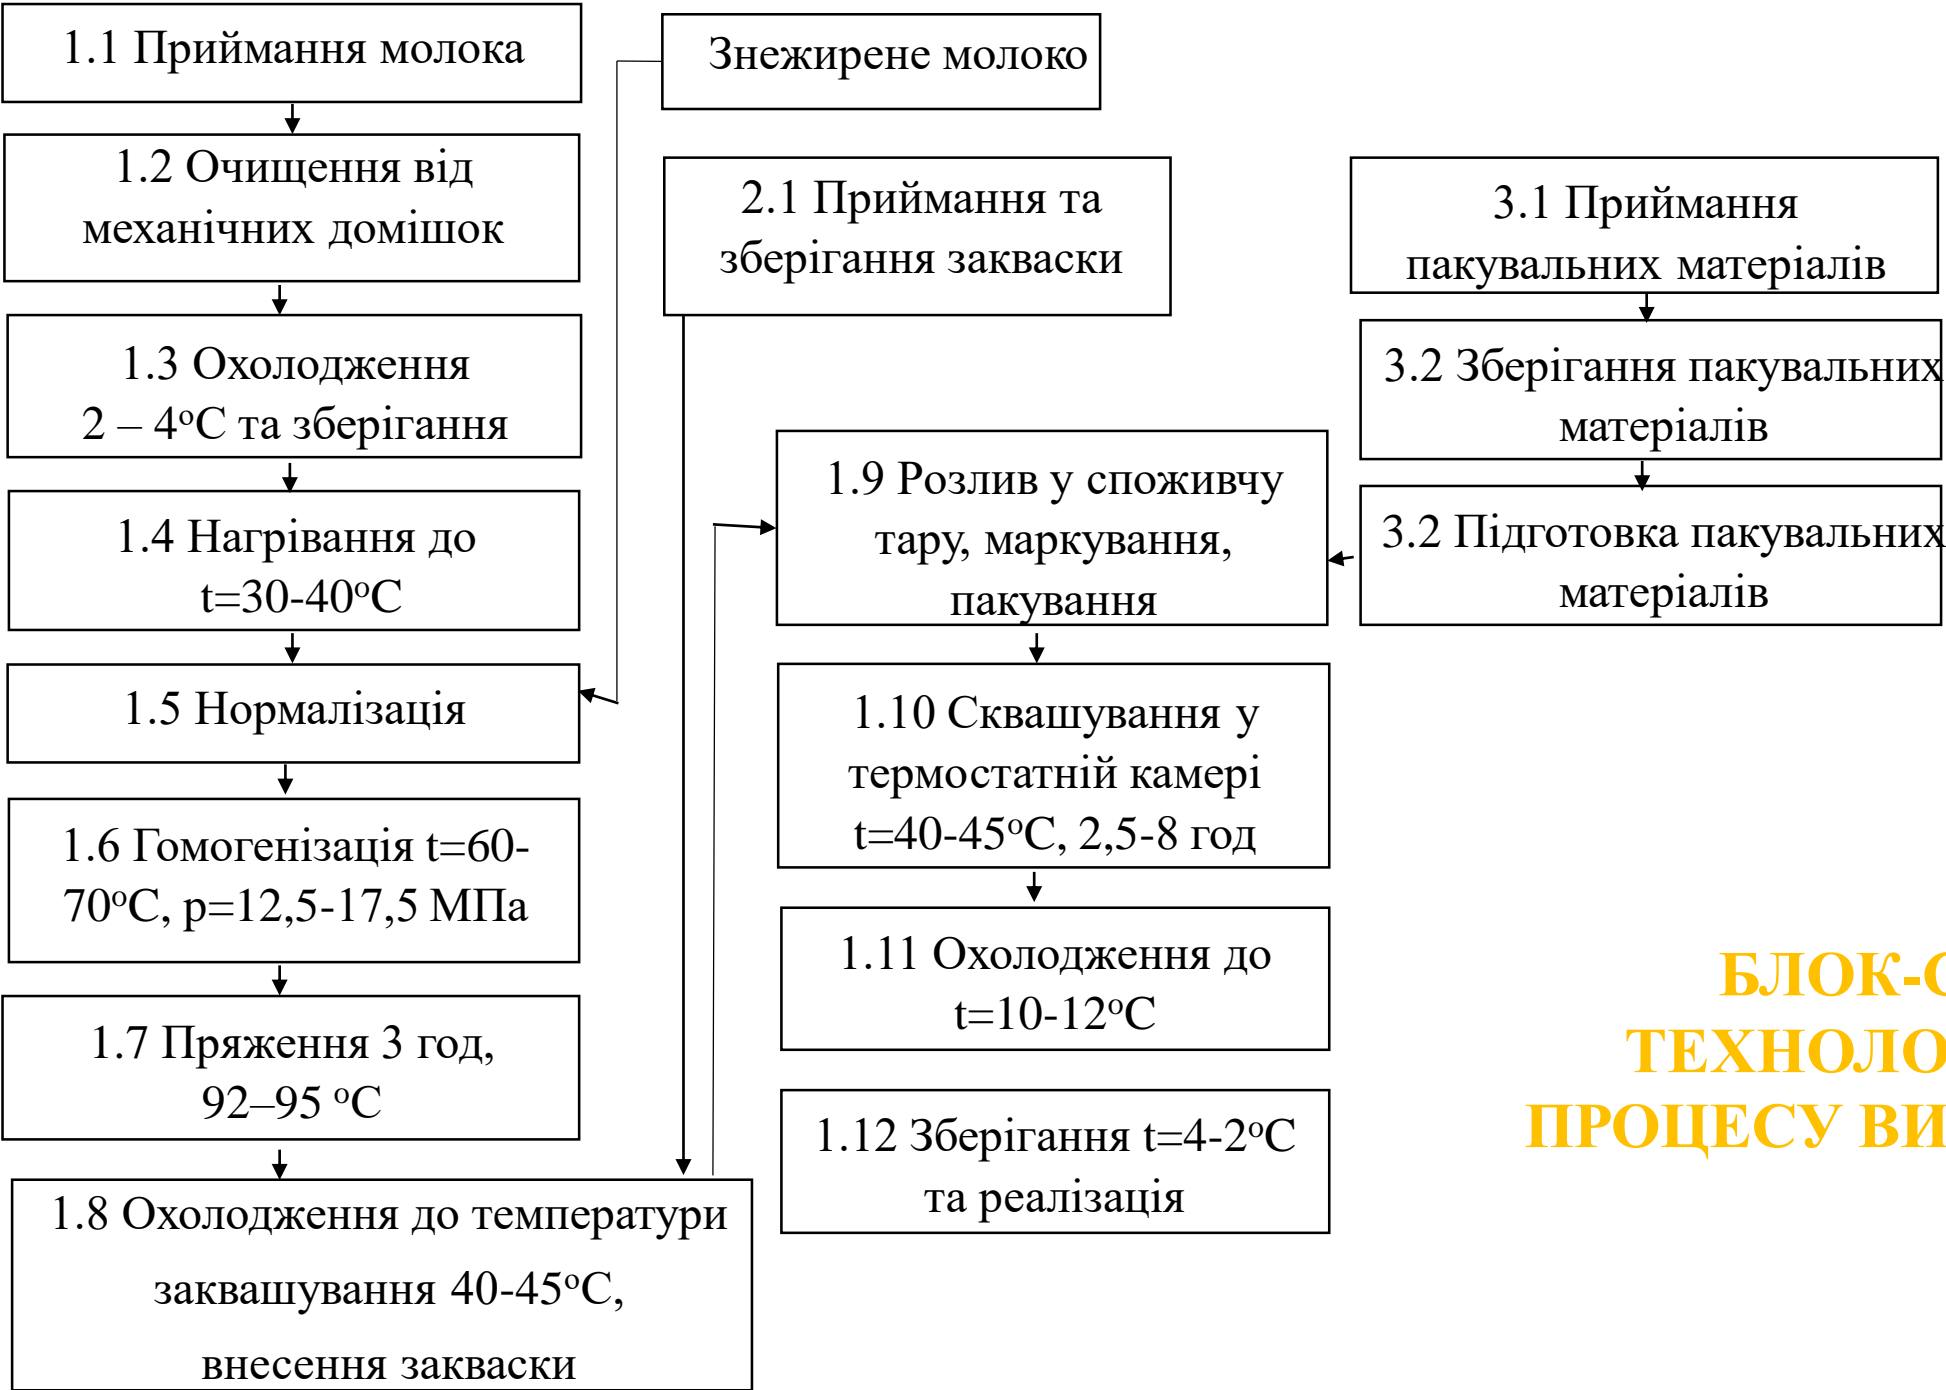 1.1 Приймання молока
Знежирене молоко
1.2 Очищення від
механічних домішок
2.1 Приймання та
зберігання закваски
3.1 Приймання
пакувальних матеріалів
1.3 Охолодження
2 – 4°С та зберігання
3.2 Зберігання пакувальних
матеріалів
1.4 Нагрівання до
t=30-40°С
1.9 Розлив у споживчу
тару, маркування,
пакування
3.2 Підготовка пакувальних
матеріалів
1.5 Нормалізація
1.10 Сквашування у
термостатній камері
t=40-45°С, 2,5-8 год
1.6 Гомогенізація t=60-
70°С, р=12,5-17,5 МПа
1.11 Охолодження до
t=10-12°С
1.7 Пряження 3 год,
92–95 °С
1.12 Зберігання t=4-2°С
та реалізація
1.8 Охолодження до температури
заквашування 40-45°С,
внесення закваски
БЛОК-С
ТЕХНОЛО
ПРОЦЕСУ ВИ